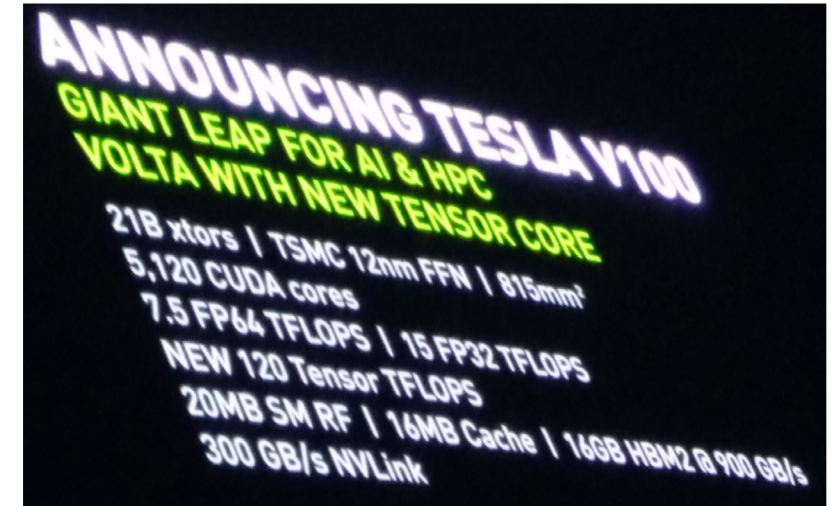 ANNOUNCING TESLA V100
GIANT LEAP FOR AI & HPC
VOLTA WITH NEW TENSOR CORE
21B xtors | TSMC 12nm FFN | 815mm²
5,120 CUDA cores
7.5 FP64 TFLOPS | 15 FP32 TFLOPS
NEW 120 Tensor TFLOPS
20MB SM RF | 16MB Cache | 16GB HBM2 @ 900 GB/s
300 GB/s NVLink